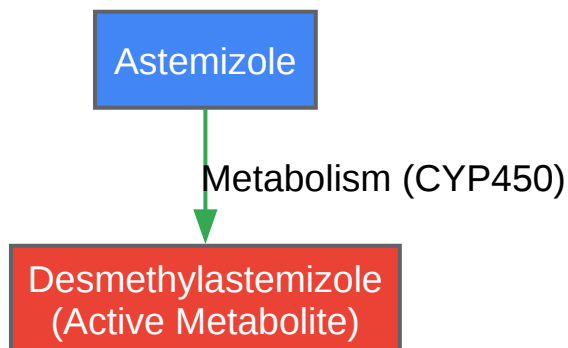 Astemizole
Metabolism (CYP450)
Desmethylastemizole
(Active Metabolite)